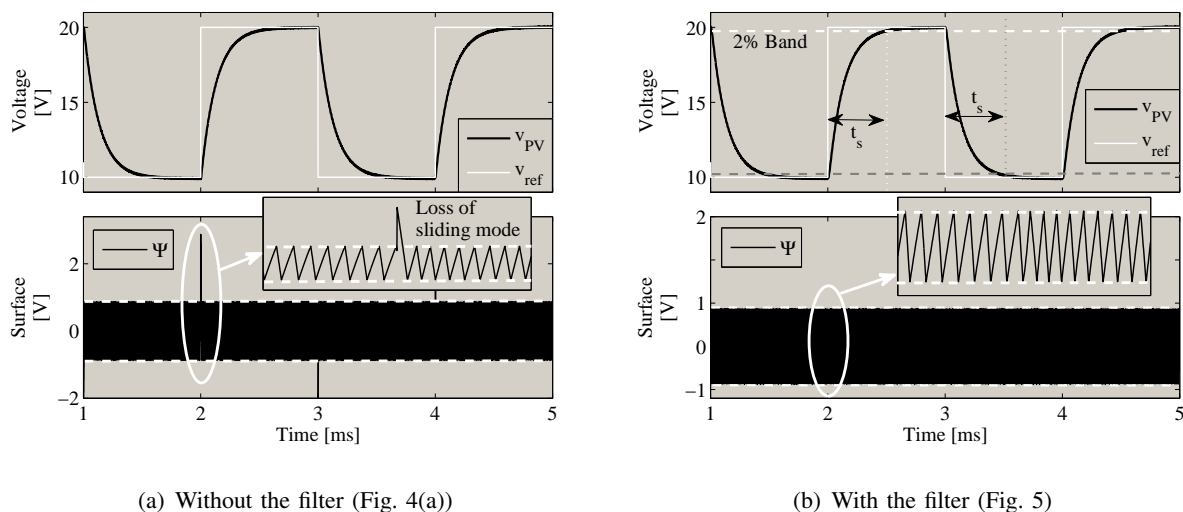 20
15
10
Voltage
[V]
v_PV
v_ref
Loss of
sliding mode
Ψ
2
0
−2
Surface
[V]
1
2
3
4
5
Time [ms]
(a) Without the filter (Fig. 4(a))
20
15
10
Voltage
[V]
2% Band
t_s
t_s
v_PV
v_ref
Ψ
2
1
0
−1
Surface
[V]
1
2
3
4
5
Time [ms]
(b) With the filter (Fig. 5)